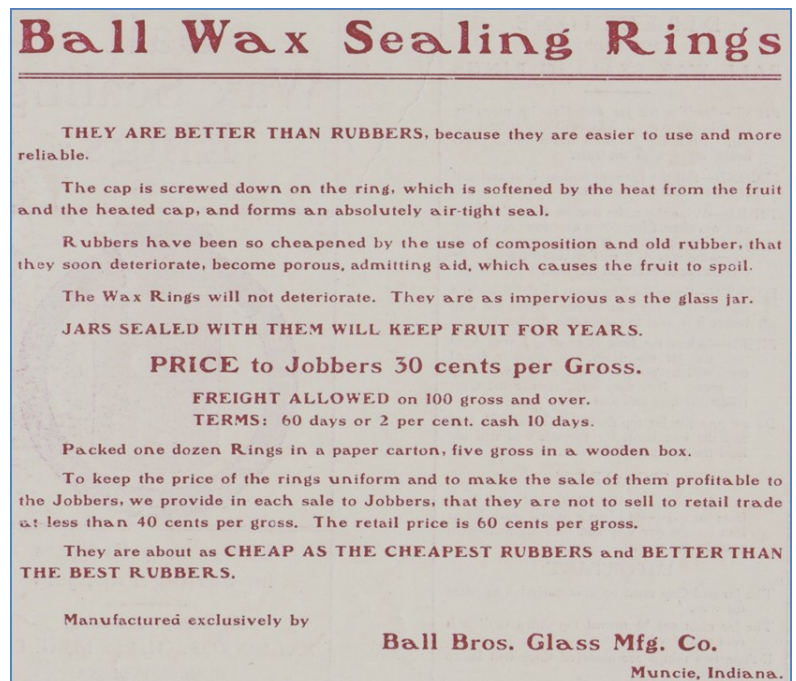 Ball Wax Sealing Rings
THEY ARE BETTER THAN RUBBERS, because they are easier to use and more
reliable.
The cap is screwed down on the ring, which is softened by the heat from the fruit
and the heated cap, and forms an absolutely air-tight seal.
Rubbers have been so cheapened by the use of composition and old rubber, that
they soon deteriorate, become porous, admitting aid, which causes the fruit to spoil.
The Wax Rings will not deteriorate. They are as impervious as the glass jar.
JARS SEALED WITH THEM WILL KEEP FRUIT FOR YEARS.
PRICE to Jobbers 30 cents per Gross.
FREIGHT ALLOWED on 100 gross and over.
TERMS: 60 days or 2 per cent. cash 10 days.
Packed one dozen Rings in a paper carton, five gross in a wooden box.
To keep the price of the rings uniform and to make the sale of them profitable to
the Jobbers, we provide in each sale to Jobbers, that they are not to sell to retail trade
at less than 40 cents per gross. The retail price is 60 cents per gross.
They are about as CHEAP AS THE CHEAPEST RUBBERS and BETTER THAN
THE BEST RUBBERS.
Manufactured exclusively by
Ball Bros. Glass Mfg. Co.
Muncie, Indiana.